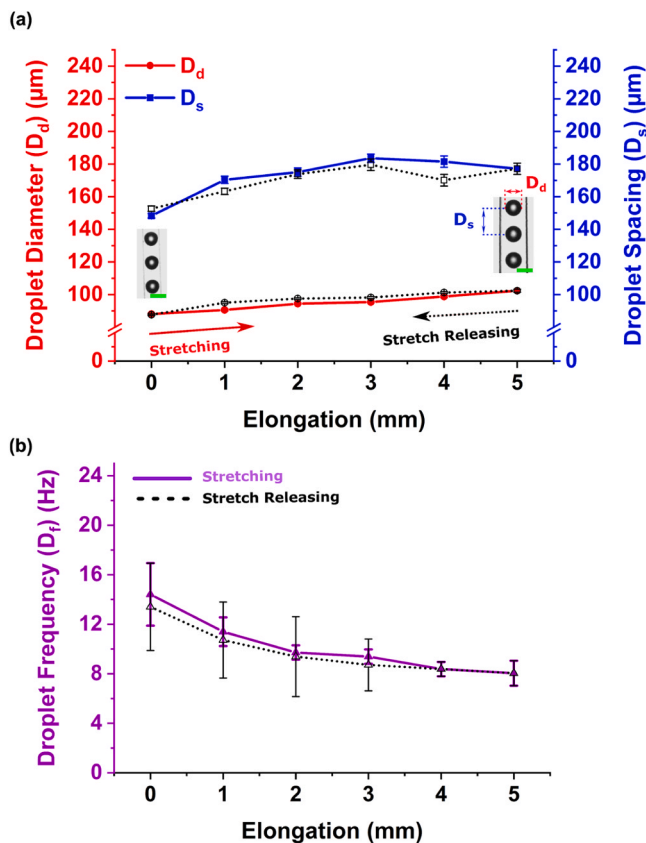 (a)
Droplet Diameter (Dd) (μm)
240
220
200
180
160
140
120
100
0
Dd
Ds
240
220
200
180
160
140
120
100
0
Droplet Spacing (Ds) (μm)
Dd
Ds
Stretching
Stretch Releasing
0 1 2 3 4 5
Elongation (mm)
(b)
Droplet Frequency (Df) (Hz)
24
20
16
12
8
4
0
Stretching
Stretch Releasing
0 1 2 3 4 5
Elongation (mm)